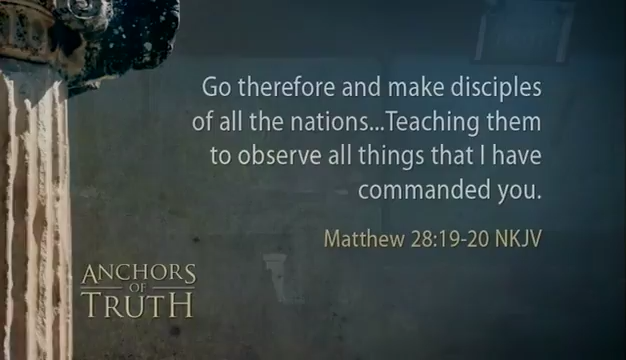 Go therefore and make disciples
of all the nations...Teaching them
to observe all things that I have
commanded you.
Matthew 28:19-20 NKJV
ANCHORS
OF
TRUTH